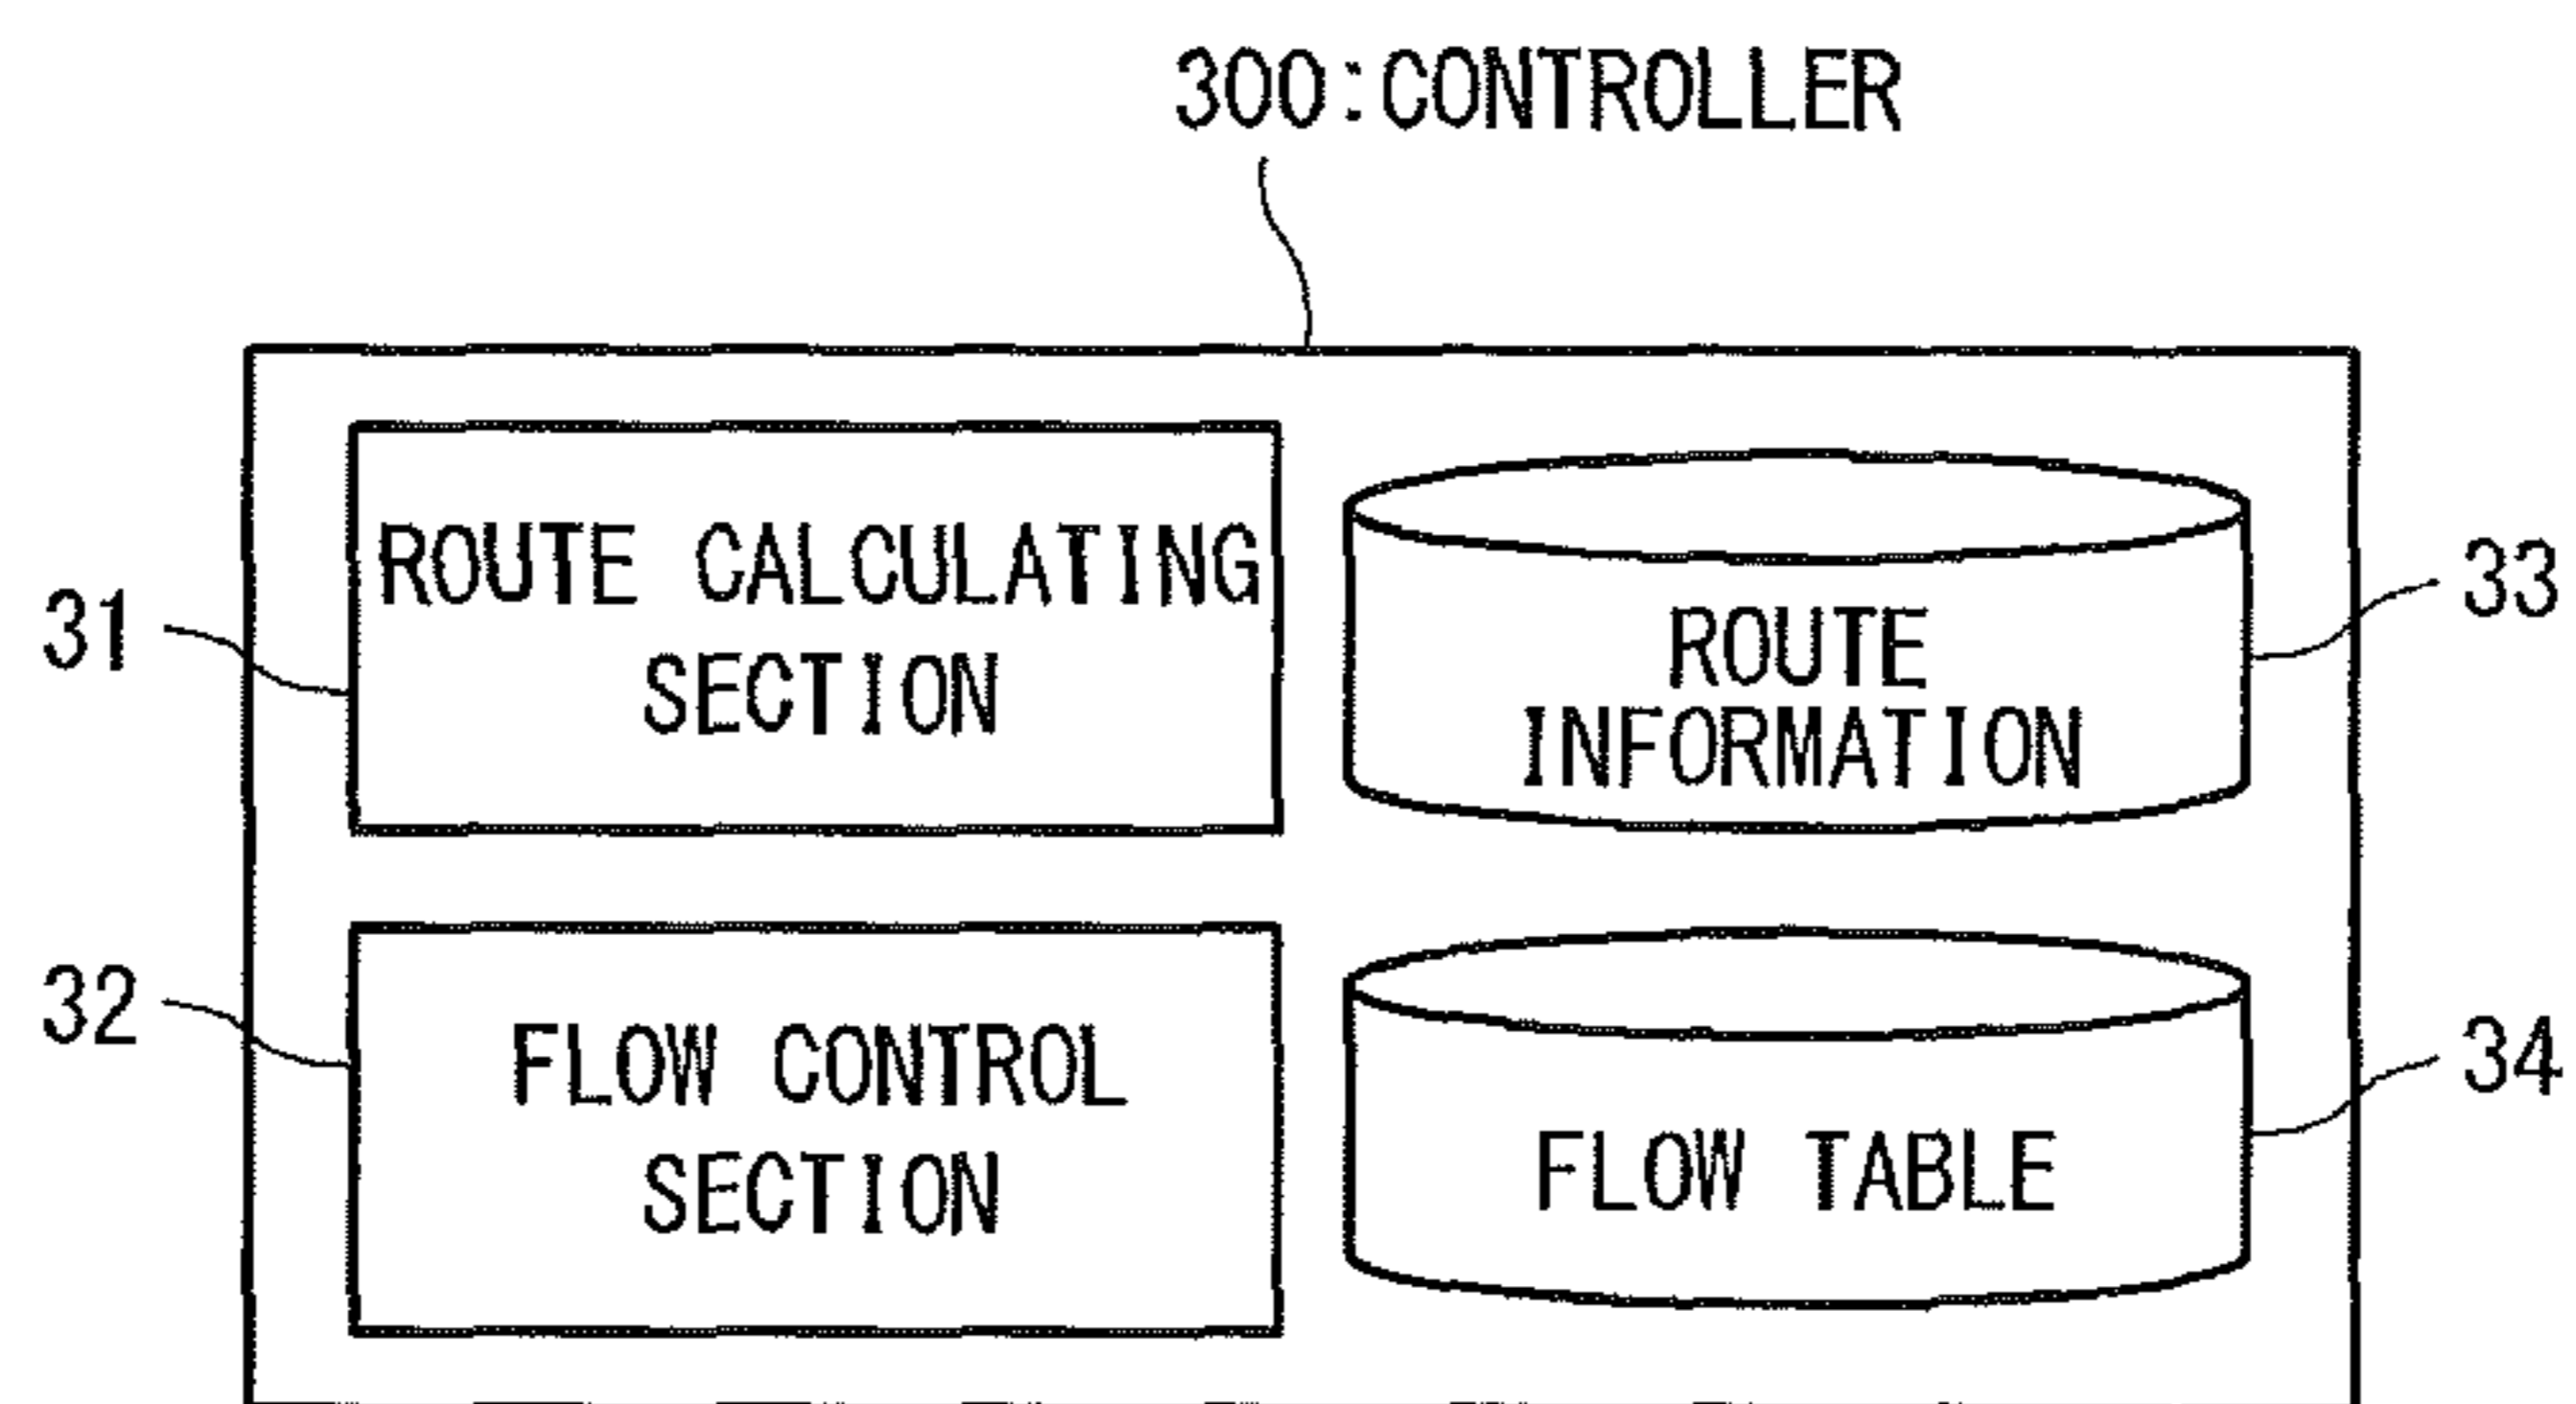 300:CONTROLLER
31
ROUTE CALCULATING
SECTION
ROUTE
INFORMATION
33
32
FLOW CONTROL
SECTION
FLOW TABLE
34